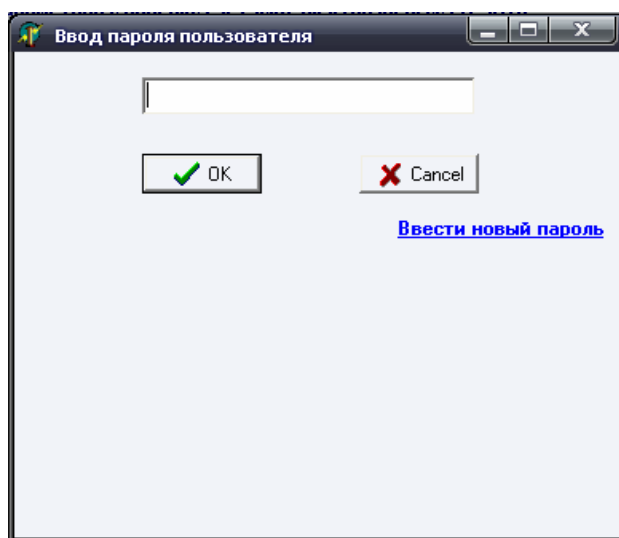 Ввод пароля пользователя
OK
Cancel
Ввести новый пароль